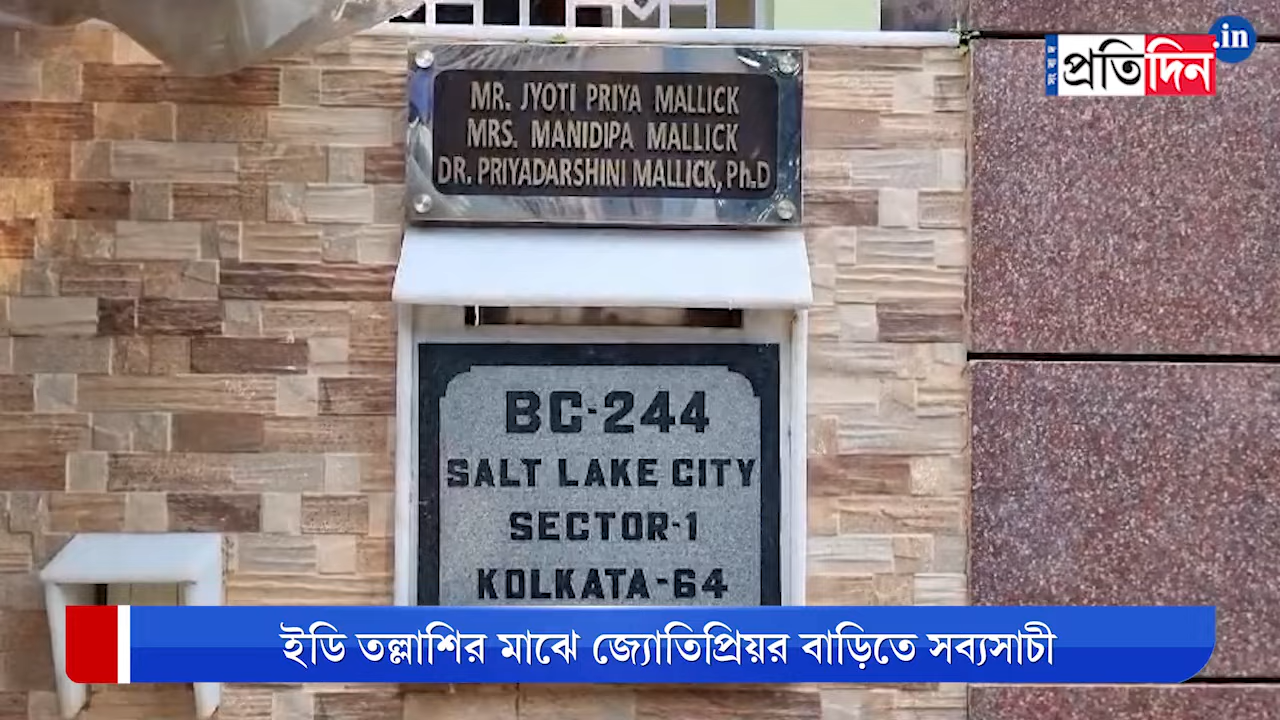 প্রতিদিন
.in
MR. JYOTI PRIYA MALLICK
MRS. MANIDIPA MALLICK
DR. PRIYADARSHINI MALLICK, Ph.D
BC-244
SALT LAKE CITY
SECTOR-1
KOLKATA-64
ইডি তল্লাশির মাঝে জ্যোতিপ্রিয়র বাড়িতে সব্যসাচী